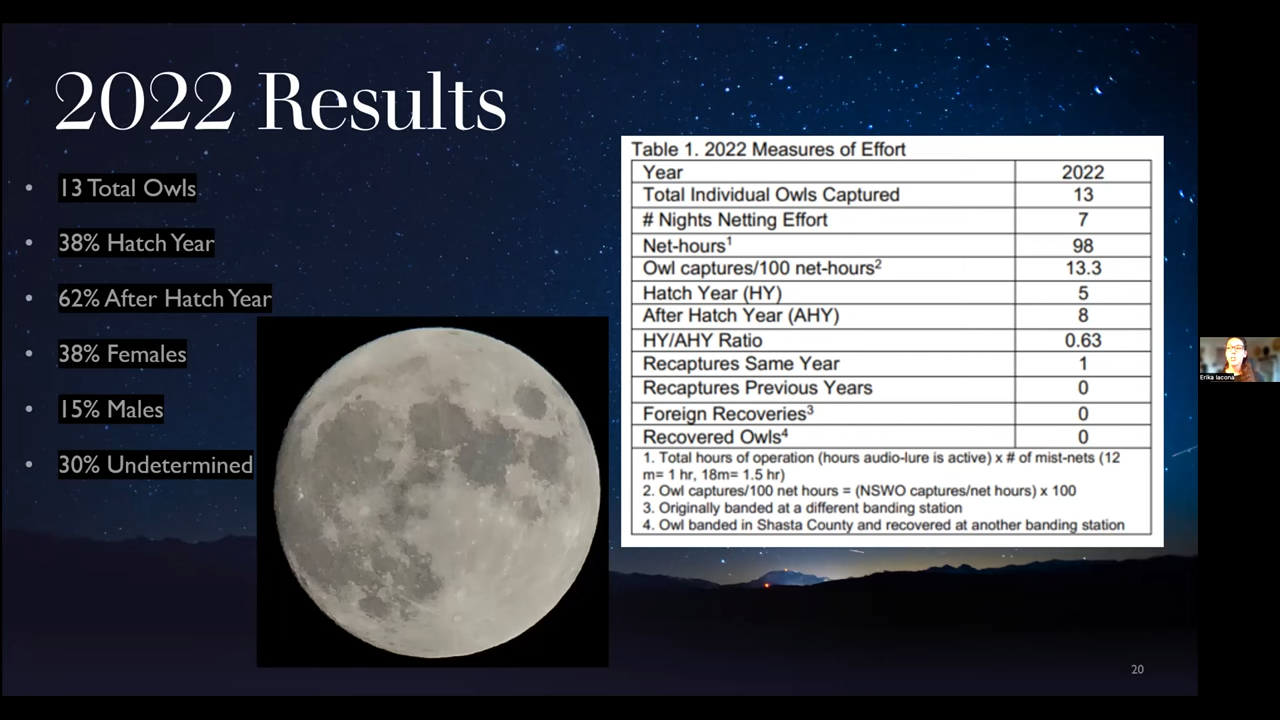 2022 Results
• 13 Total Owls
• 38% Hatch Year
• 62% After Hatch Year
• 38% Females
• 15% Males
• 30% Undetermined
Table 1. 2022 Measures of Effort
Year 2022
Total Individual Owls Captured 13
# Nights Netting Effort 7
Net-hours¹ 98
Owl captures/100 net-hours² 13.3
Hatch Year (HY) 5
After Hatch Year (AHY) 8
HY/AHY Ratio 0.63
Recaptures Same Year 1
Recaptures Previous Years 0
Foreign Recoveries³ 0
Recovered Owls⁴ 0
1. Total hours of operation (hours audio-lure is active) x # of mist-nets (12
m= 1 hr, 18m= 1.5 hr)
2. Owl captures/100 net hours = (NSWO captures/net hours) x 100
3. Originally banded at a different banding station
4. Owl banded in Shasta County and recovered at another banding station
Erika Iacona
20